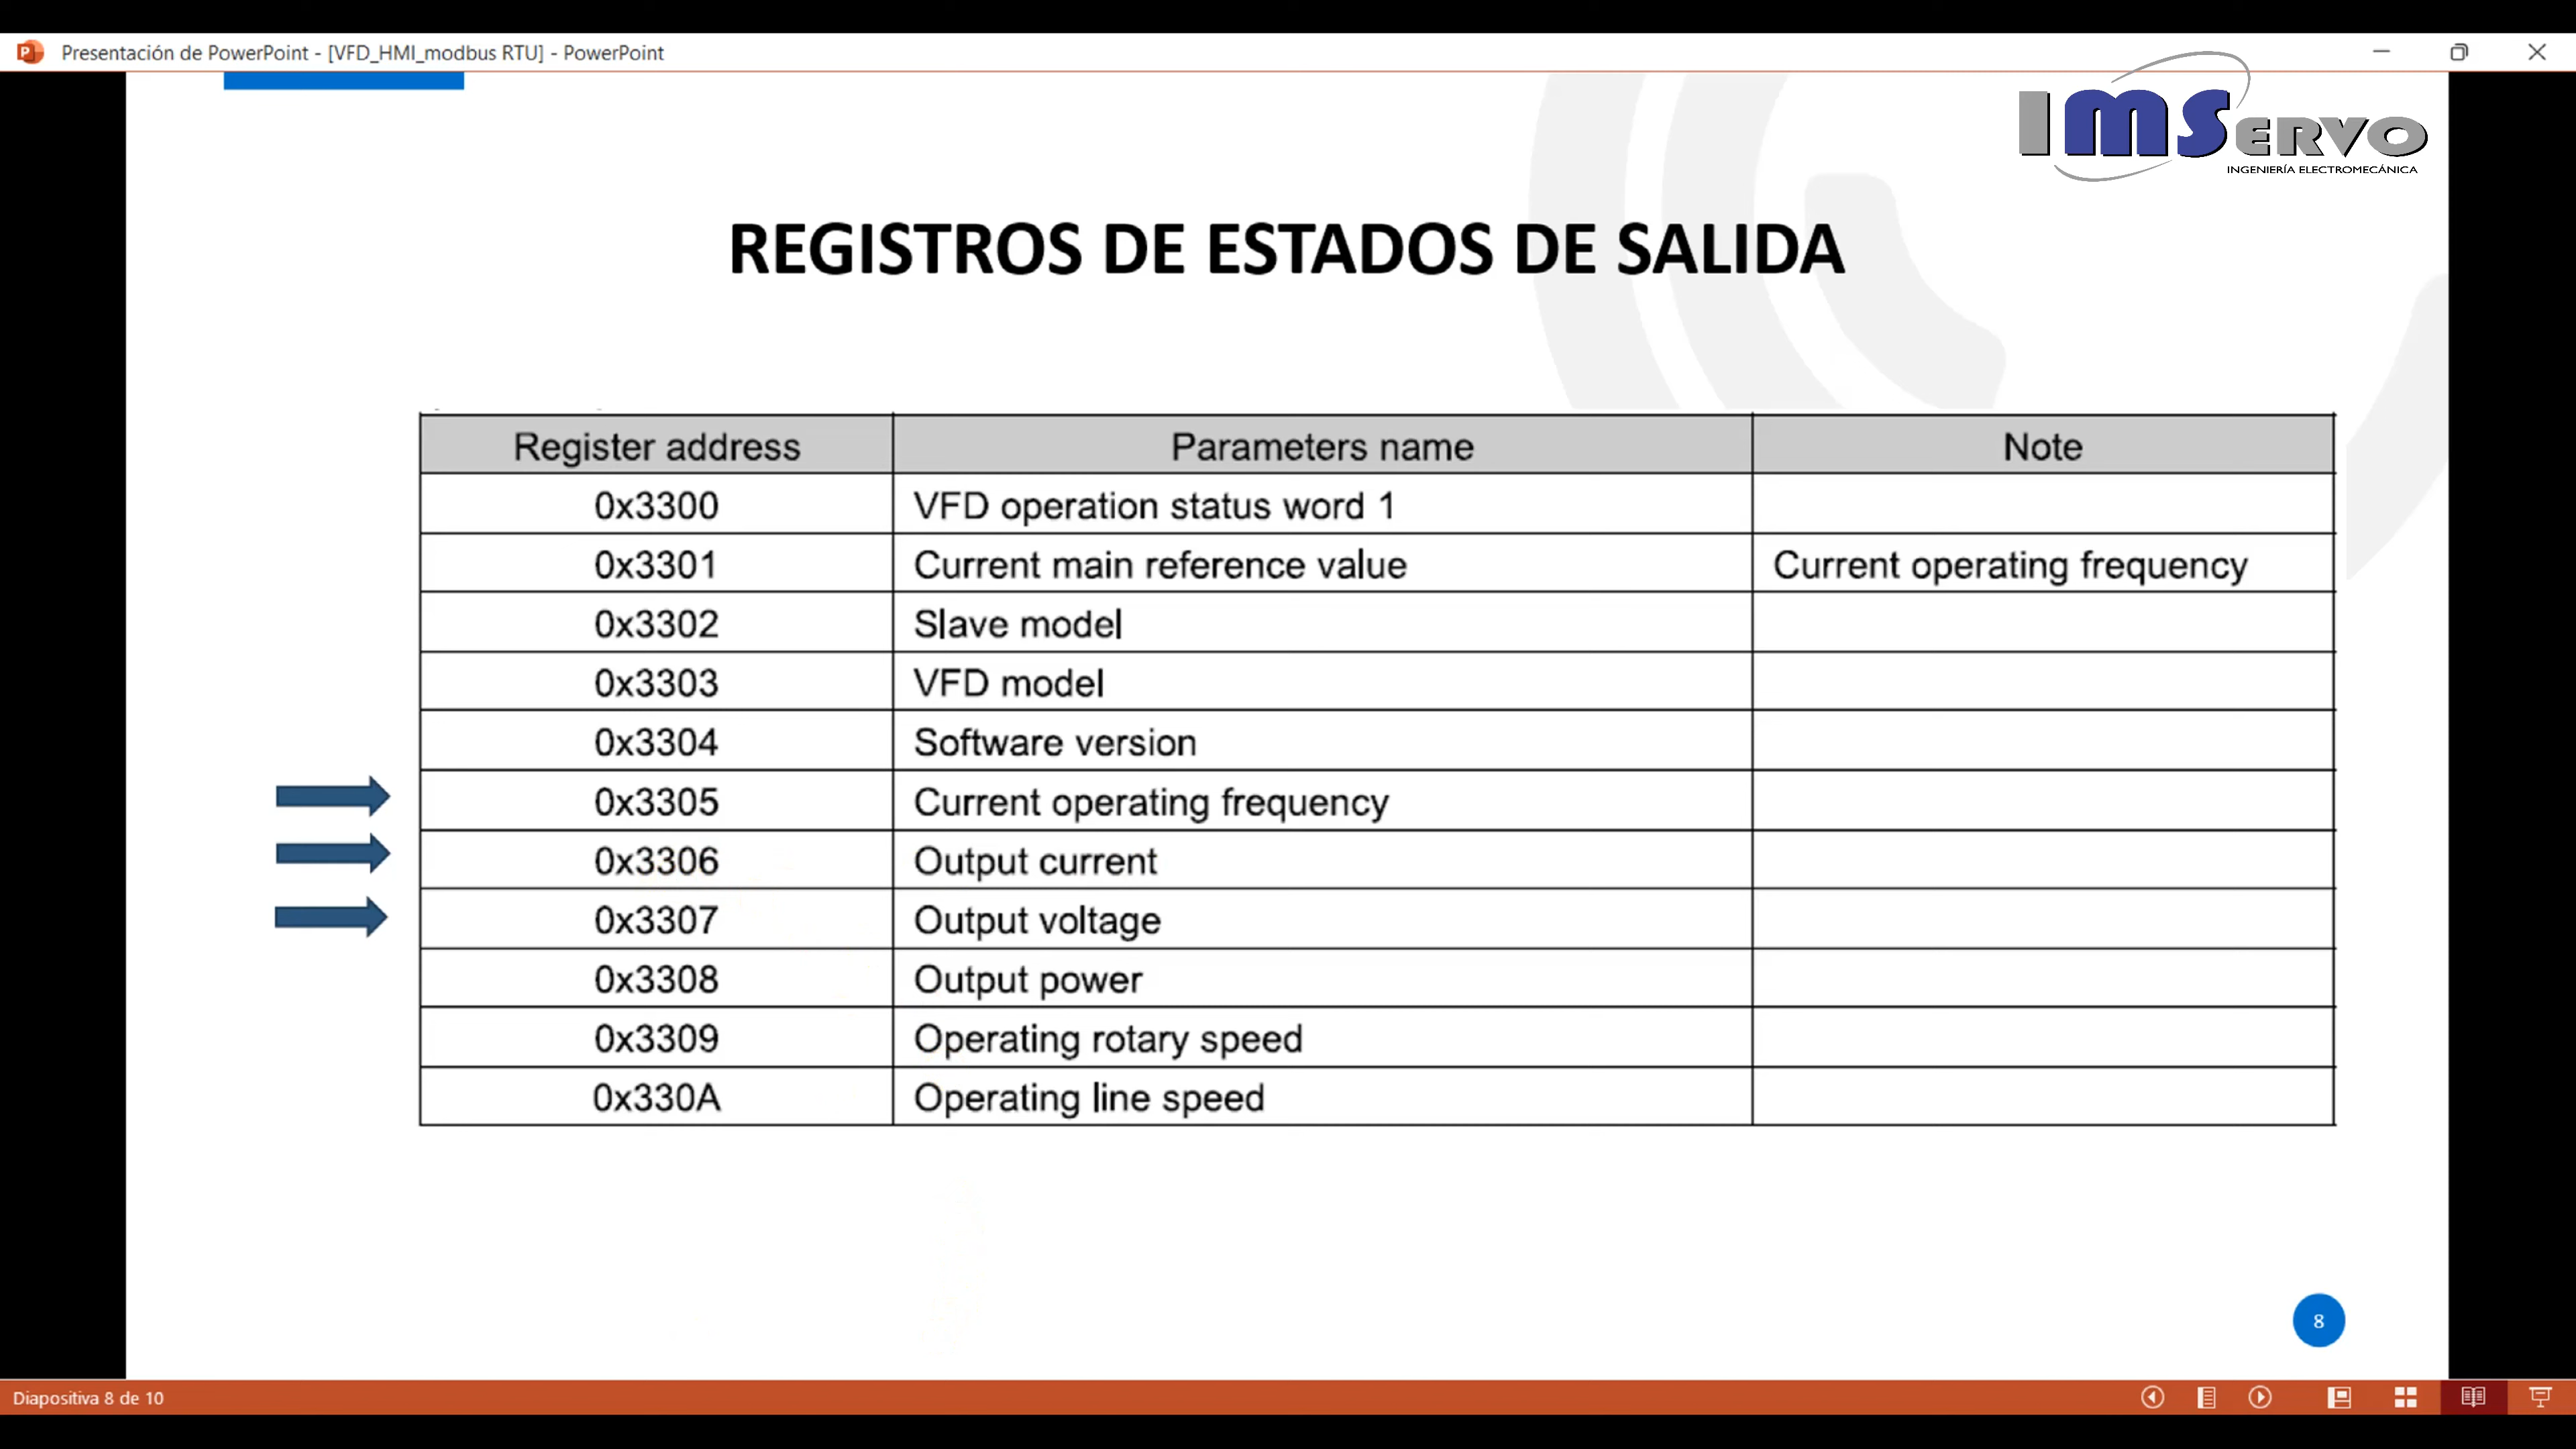 Presentación de PowerPoint - [VFD_HMI_modbus RTU] - PowerPoint
IMSERVO
INGENIERÍA ELECTROMECÁNICA
REGISTROS DE ESTADOS DE SALIDA
Register address Parameters name Note
0x3300 VFD operation status word 1
0x3301 Current main reference value Current operating frequency
0x3302 Slave model
0x3303 VFD model
0x3304 Software version
0x3305 Current operating frequency
0x3306 Output current
0x3307 Output voltage
0x3308 Output power
0x3309 Operating rotary speed
0x330A Operating line speed
8
Diapositiva 8 de 10